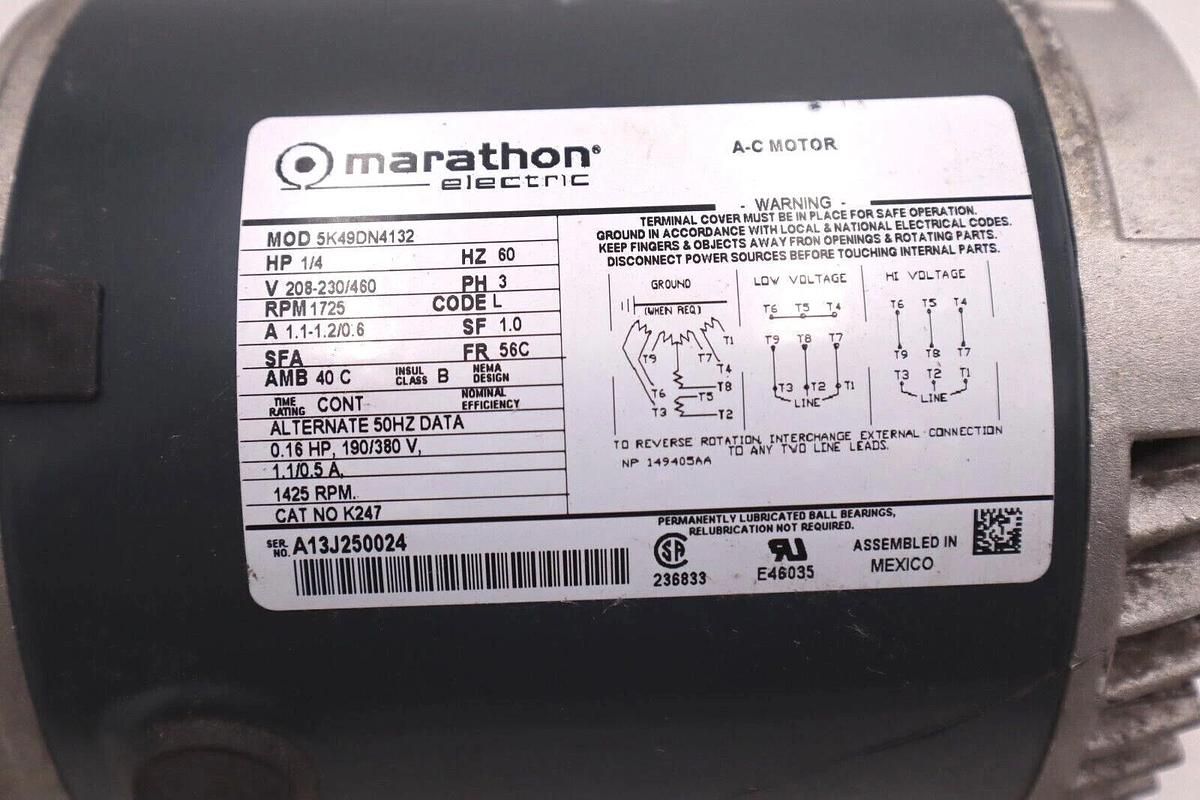 marathon®
electric
A-C MOTOR
MOD 5K49DN4132
HP 1/4 HZ 60
V 208-230/460 PH 3
RPM 1725 CODE L
A 1.1-1.2/0.6 SF 1.0
SFA FR 56C
AMB 40 C INSUL CLASS B NEMA DESIGN
TIME RATING CONT NOMINAL EFFICIENCY
ALTERNATE 50HZ DATA
0.16 HP, 190/380 V,
1.1/0.5 A,
1425 RPM.
CAT NO K247
- WARNING -
TERMINAL COVER MUST BE IN PLACE FOR SAFE OPERATION.
GROUND IN ACCORDANCE WITH LOCAL & NATIONAL ELECTRICAL CODES.
KEEP FINGERS & OBJECTS AWAY FRON OPENINGS & ROTATING PARTS.
DISCONNECT POWER SOURCES BEFORE TOUCHING INTERNAL PARTS.
GROUND
(WHEN REQ)
T1
T9 T7
T4
T8
T6 T5
T3 T2
LOW VOLTAGE
T6 T5 T4
T9 T8 T7
T3 T2 T1
LINE
HI VOLTAGE
T6 T5 T4
T9 T8 T7
T3 T2 T1
LINE
TO REVERSE ROTATION, INTERCHANGE EXTERNAL CONNECTION
TO ANY TWO LINE LEADS.
NP 149405AA
SER. NO. A13J250024
PERMANENTLY LUBRICATED BALL BEARINGS,
RELUBRICATION NOT REQUIRED.
SA
236833
RU
E46035
ASSEMBLED IN
MEXICO